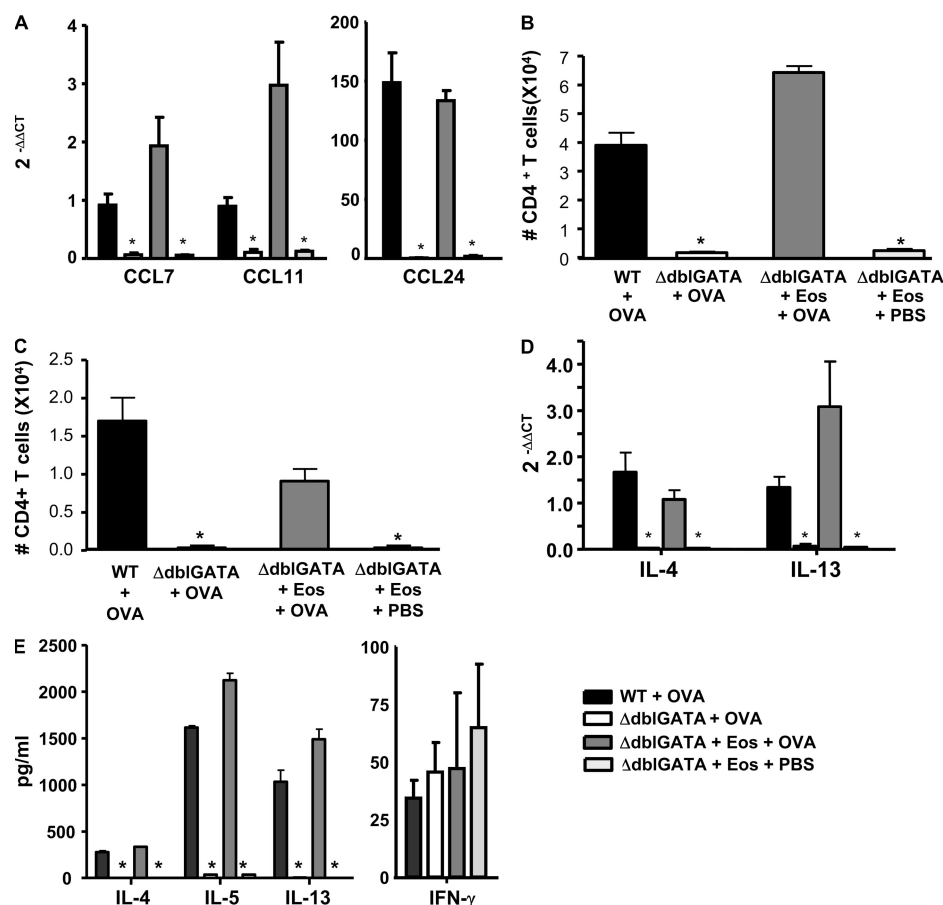 A
2 -ΔΔCT
4
3
2
1
0
CCL7
CCL11
*
*
*
*
200
150
100
50
0
CCL24
*
*
B
# CD4 + T cells(X10⁴)
7
6
5
4
3
2
1
0
*
*
WT
+
OVA
ΔdblGATA
+ OVA
ΔdblGATA
+ Eos
+ OVA
ΔdblGATA
+ Eos
+ PBS
C
# CD4+ T cells (X10⁴)
2.5
2.0
1.5
1.0
0.5
0.0
*
*
WT
+
OVA
ΔdblGATA
+ OVA
ΔdblGATA
+ Eos
+ OVA
ΔdblGATA
+ Eos
+ PBS
D
2 -ΔΔCT
4.0
3.0
2.0
1.0
0.0
*
*
*
*
IL-4
IL-13
E
pg/ml
2500
2000
1500
1000
500
0
*
*
*
*
*
*
IL-4
IL-5
IL-13
100
75
50
25
0
IFN-γ
WT + OVA
ΔdblGATA + OVA
ΔdblGATA + Eos + OVA
ΔdblGATA + Eos + PBS